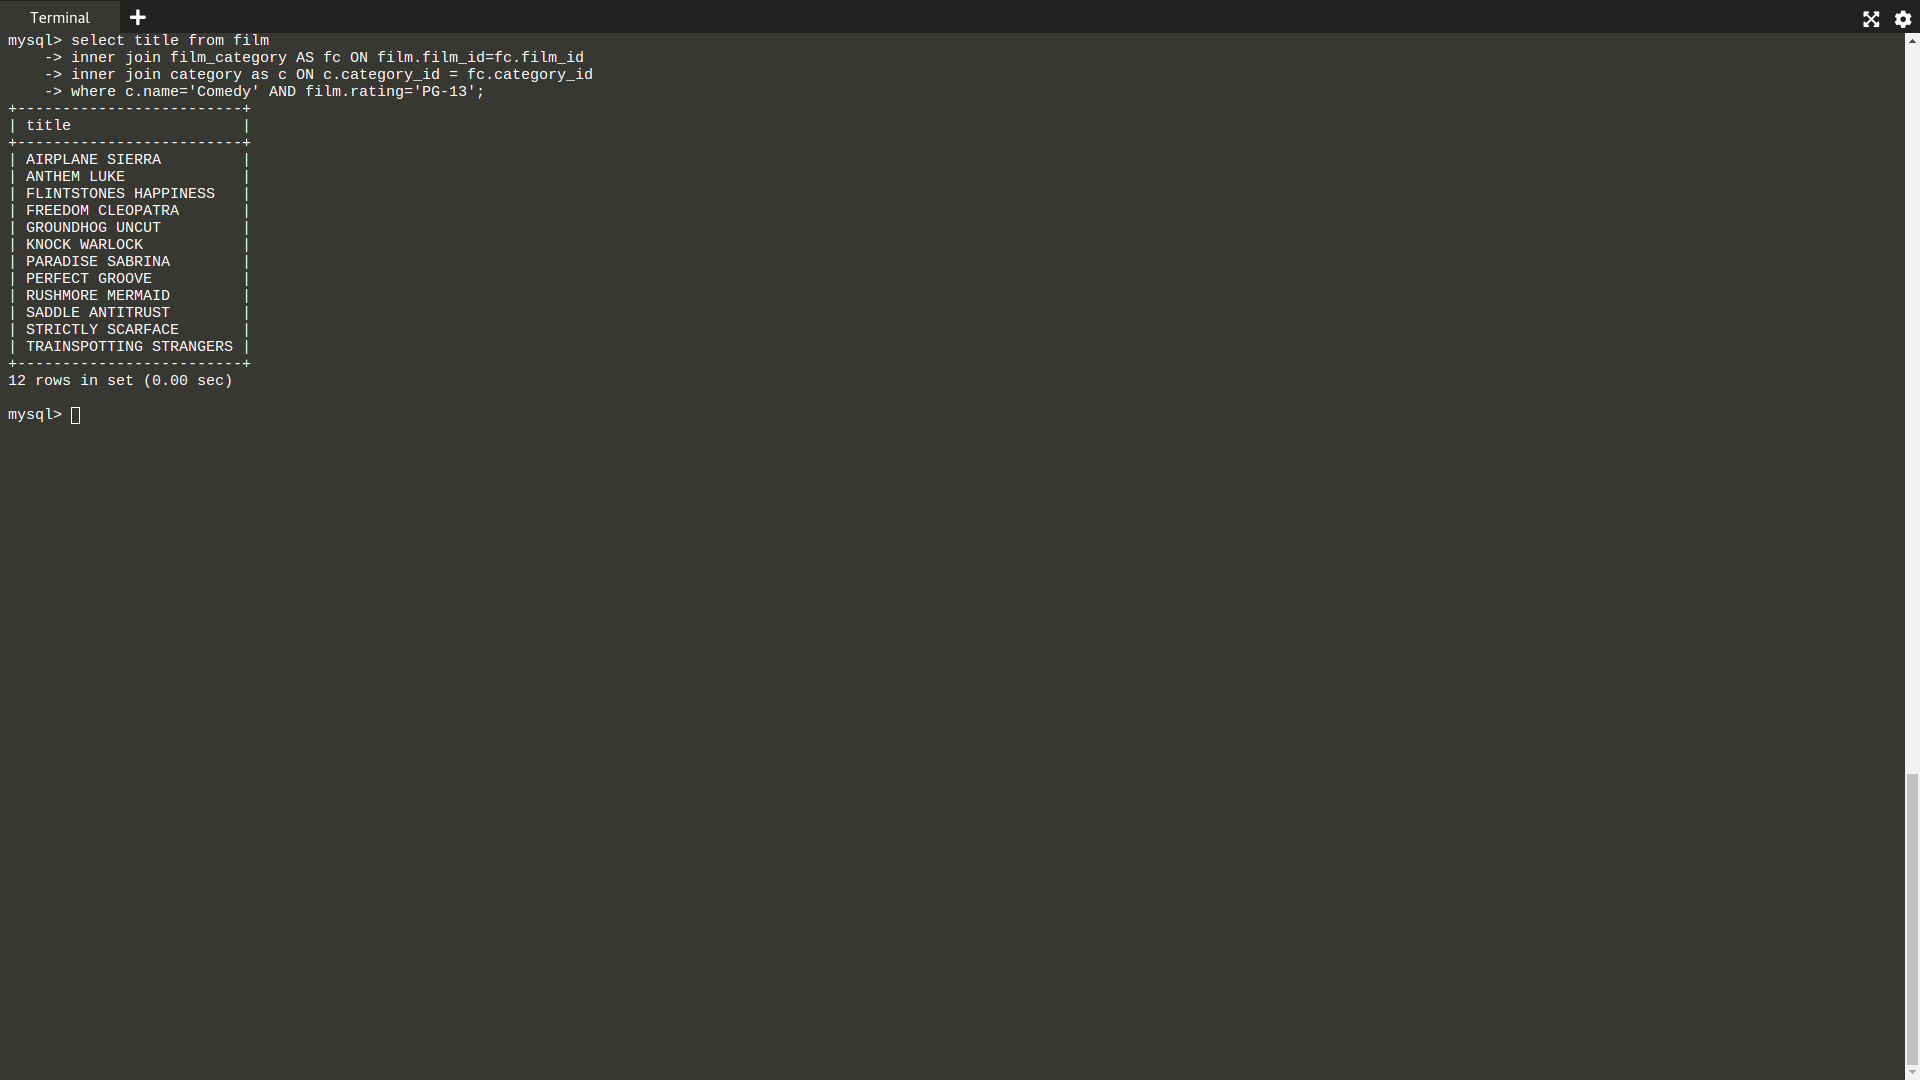 Terminal
mysql> select title from film
    -> inner join film_category AS fc ON film.film_id=fc.film_id
    -> inner join category as c ON c.category_id = fc.category_id
    -> where c.name='Comedy' AND film.rating='PG-13';
+-------------------------+
| title                   |
+-------------------------+
| AIRPLANE SIERRA         |
| ANTHEM LUKE             |
| FLINTSTONES HAPPINESS   |
| FREEDOM CLEOPATRA       |
| GROUNDHOG UNCUT         |
| KNOCK WARLOCK           |
| PARADISE SABRINA        |
| PERFECT GROOVE          |
| RUSHMORE MERMAID        |
| SADDLE ANTITRUST        |
| STRICTLY SCARFACE       |
| TRAINSPOTTING STRANGERS |
+-------------------------+
12 rows in set (0.00 sec)
mysql>